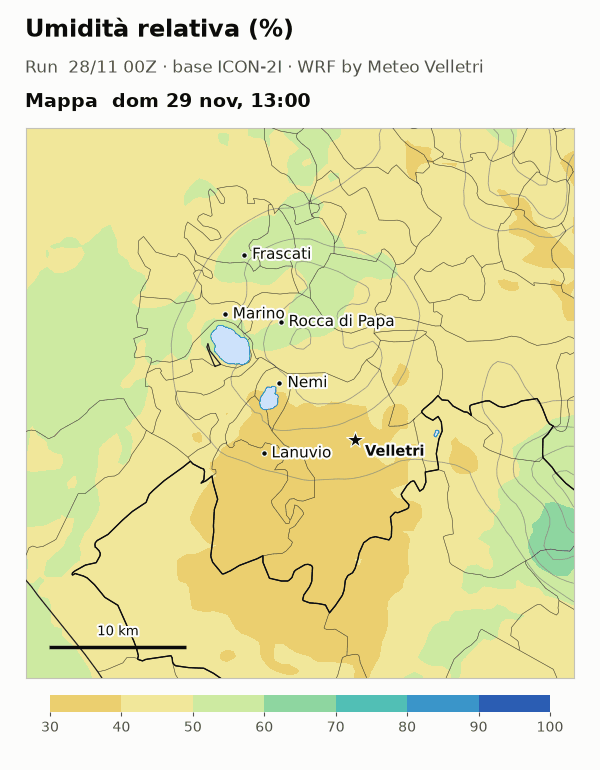 Umidità relativa (%)
Run  28/11 00Z · base ICON-2I · WRF by Meteo Velletri
Mappa  dom 29 nov, 13:00
Frascati
Marino
Rocca di Papa
Nemi
Velletri
Lanuvio
10 km
30 40 50 60 70 80 90 100